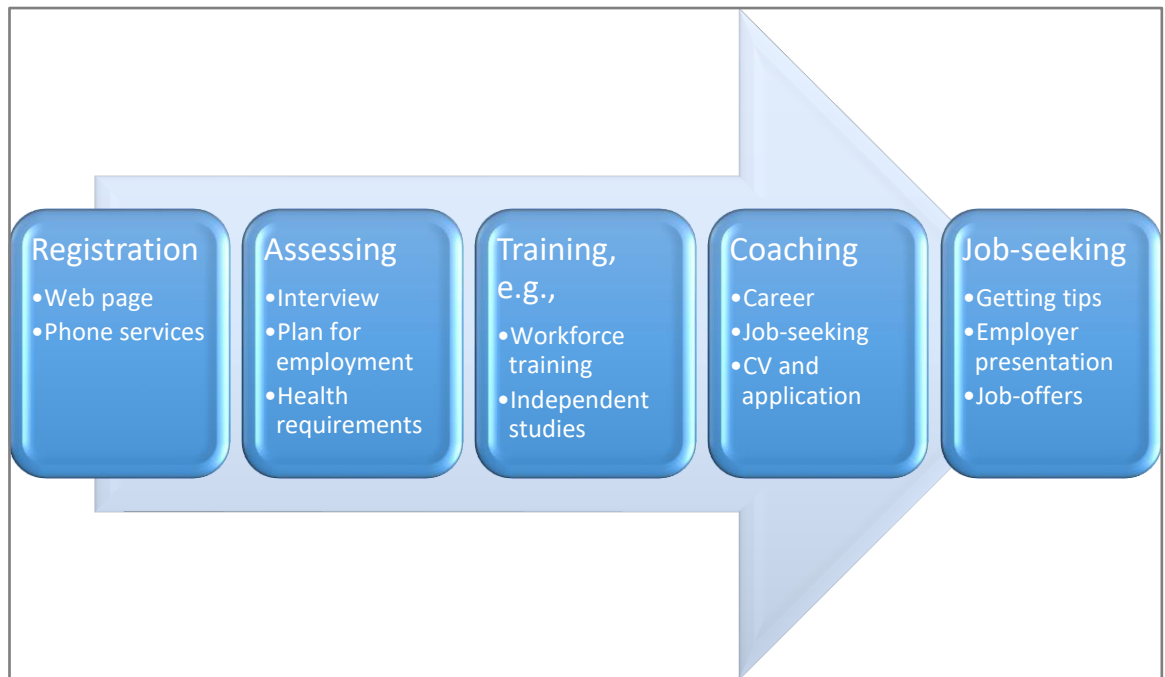 Registration
•Web page
•Phone services
Assessing
•Interview
•Plan for
employment
•Health
requirements
Training,
e.g.,
•Workforce
training
•Independent
studies
Coaching
•Career
•Job-seeking
•CV and
application
Job-seeking
•Getting tips
•Employer
presentation
•Job-offers